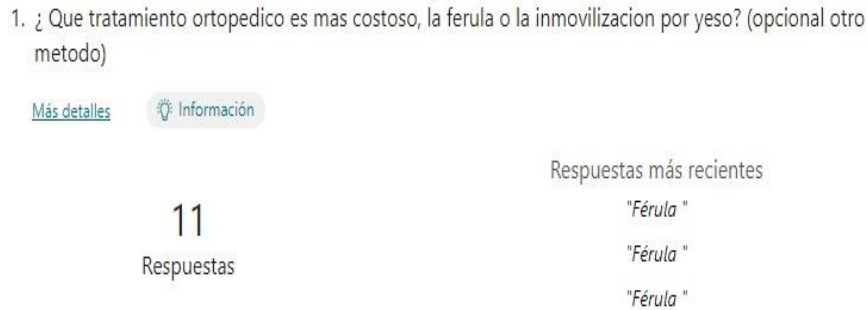 1. ¿ Que tratamiento ortopedico es mas costoso, la ferula o la inmovilizacion por yeso? (opcional otro
metodo)
Más detalles
Información
11
Respuestas
Respuestas más recientes
"Férula "
"Férula "
"Férula "